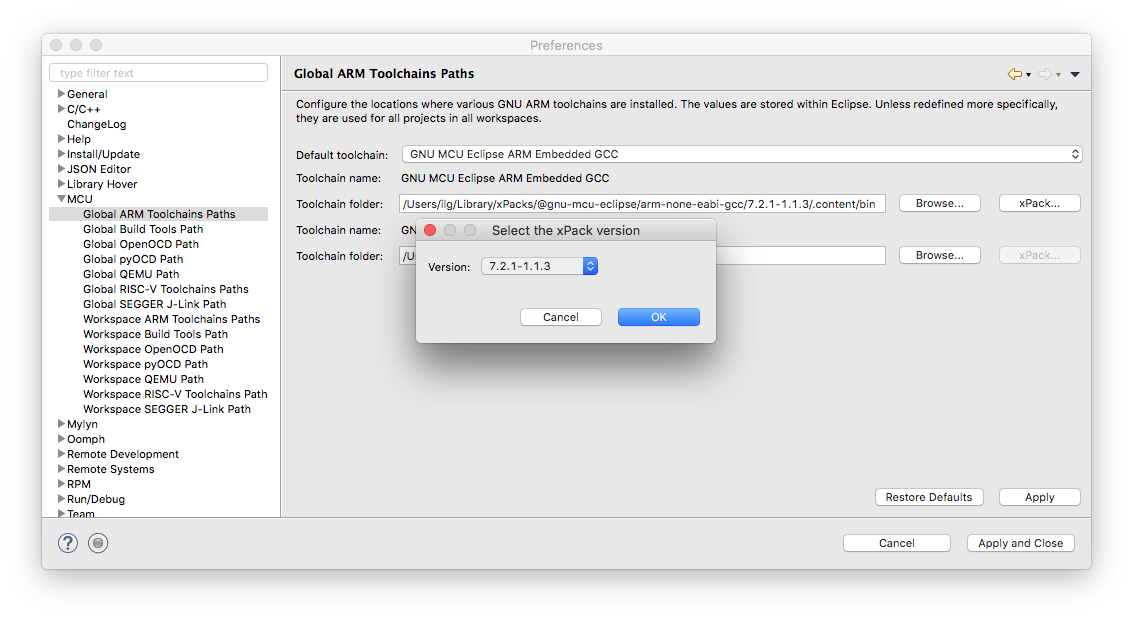 Preferences
type filter text
General
C/C++
ChangeLog
Help
Install/Update
JSON Editor
Library Hover
MCU
Global ARM Toolchains Paths
Global Build Tools Path
Global OpenOCD Path
Global pyOCD Path
Global QEMU Path
Global RISC-V Toolchains Paths
Global SEGGER J-Link Path
Workspace ARM Toolchains Paths
Workspace Build Tools Path
Workspace OpenOCD Path
Workspace pyOCD Path
Workspace QEMU Path
Workspace RISC-V Toolchains Path
Workspace SEGGER J-Link Path
Mylyn
Oomph
Remote Development
Remote Systems
RPM
Run/Debug
Team
Global ARM Toolchains Paths
Configure the locations where various GNU ARM toolchains are installed. The values are stored within Eclipse. Unless redefined more specifically,
they are used for all projects in all workspaces.
Default toolchain: GNU MCU Eclipse ARM Embedded GCC
Toolchain name: GNU MCU Eclipse ARM Embedded GCC
Toolchain folder: /Users/ilg/Library/xPacks/@gnu-mcu-eclipse/arm-none-eabi-gcc/7.2.1-1.1.3/.content/bin Browse... xPack...
Toolchain name:
Toolchain folder: Browse... xPack...
Select the xPack version
Version: 7.2.1-1.1.3
Cancel OK
Restore Defaults Apply
? Cancel Apply and Close